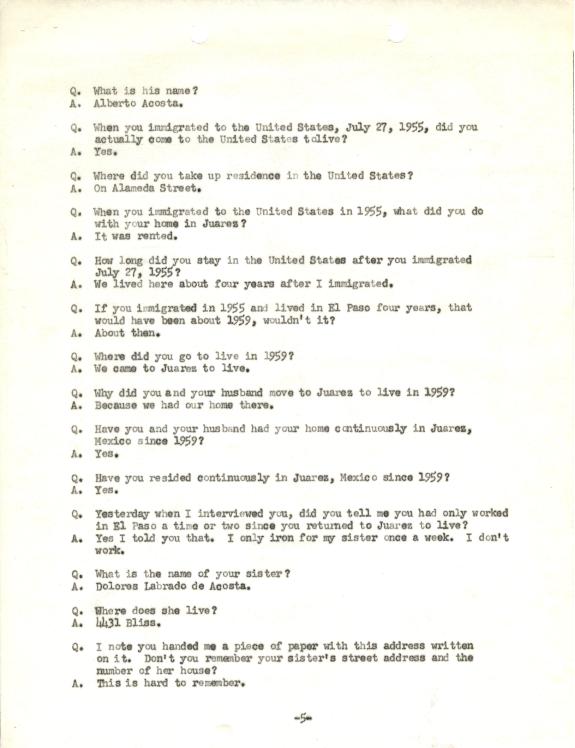 Q. What is his name?
A. Alberto Acosta.
Q. When you immigrated to the United States, July 27, 1955, did you
actually come to the United States tolive?
A. Yes.
Q. Where did you take up residence in the United States?
A. On Alameda Street.
Q. When you immigrated to the United States in 1955, what did you do
with your home in Juarez?
A. It was rented.
Q. How long did you stay in the United States after you immigrated
July 27, 1955?
A. We lived here about four years after I immigrated.
Q. If you immigrated in 1955 and lived in El Paso four years, that
would have been about 1959, wouldn't it?
A. About then.
Q. Where did you go to live in 1959?
A. We came to Juarez to live.
Q. Why did you and your husband move to Juarez to live in 1959?
A. Because we had our home there.
Q. Have you and your husband had your home continuously in Juarez,
Mexico since 1959?
A. Yes.
Q. Have you resided continuously in Juarez, Mexico since 1959?
A. Yes.
Q. Yesterday when I interviewed you, did you tell me you had only worked
in El Paso a time or two since you returned to Juarez to live?
A. Yes I told you that. I only iron for my sister once a week. I don't
work.
Q. What is the name of your sister?
A. Dolores Labrado de Acosta.
Q. Where does she live?
A. 4431 Bliss.
Q. I note you handed me a piece of paper with this address written
on it. Don't you remember your sister's street address and the
number of her house?
A. This is hard to remember.
-5-